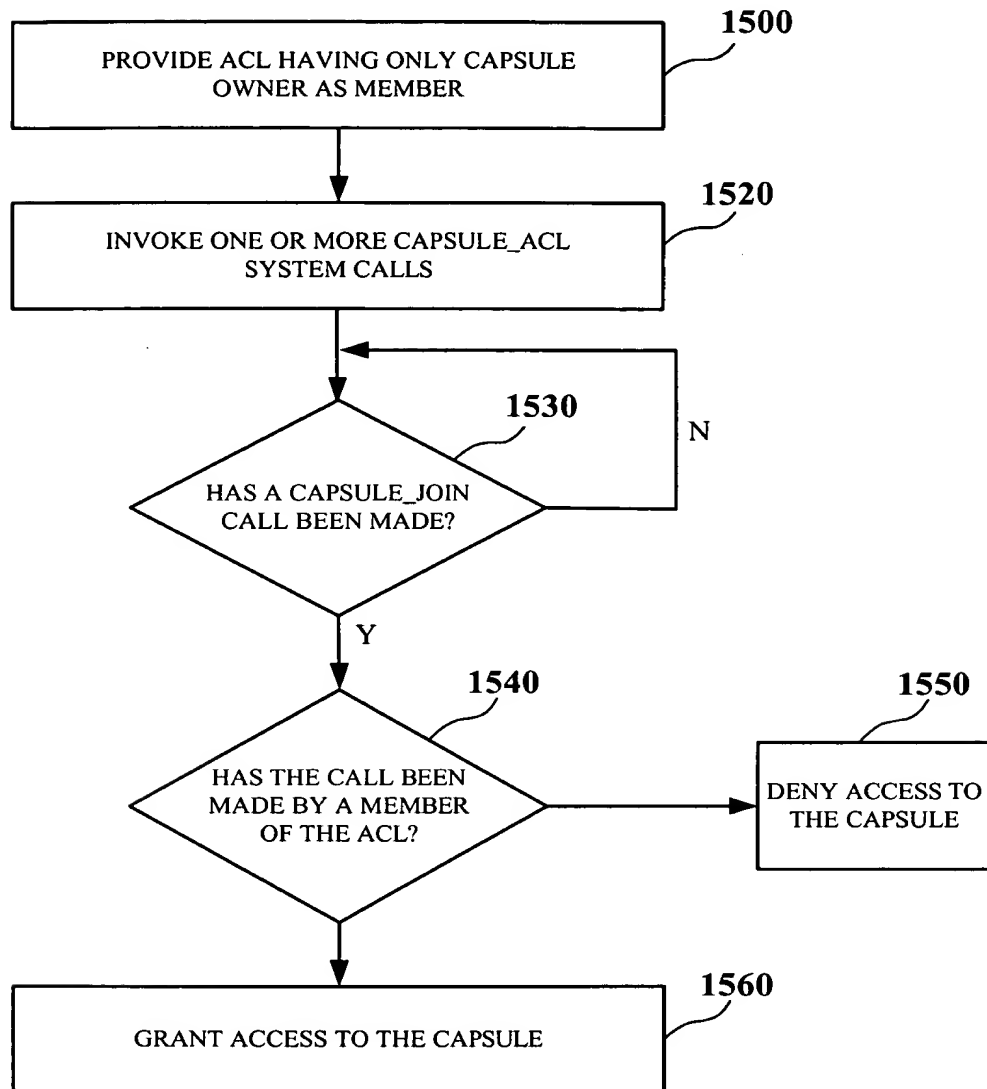 1500
PROVIDE ACL HAVING ONLY CAPSULE
OWNER AS MEMBER
1520
INVOKE ONE OR MORE CAPSULE_ACL
SYSTEM CALLS
1530
N
HAS A CAPSULE_JOIN
CALL BEEN MADE?
Y
1540
1550
HAS THE CALL BEEN
MADE BY A MEMBER
OF THE ACL?
DENY ACCESS TO
THE CAPSULE
1560
GRANT ACCESS TO THE CAPSULE